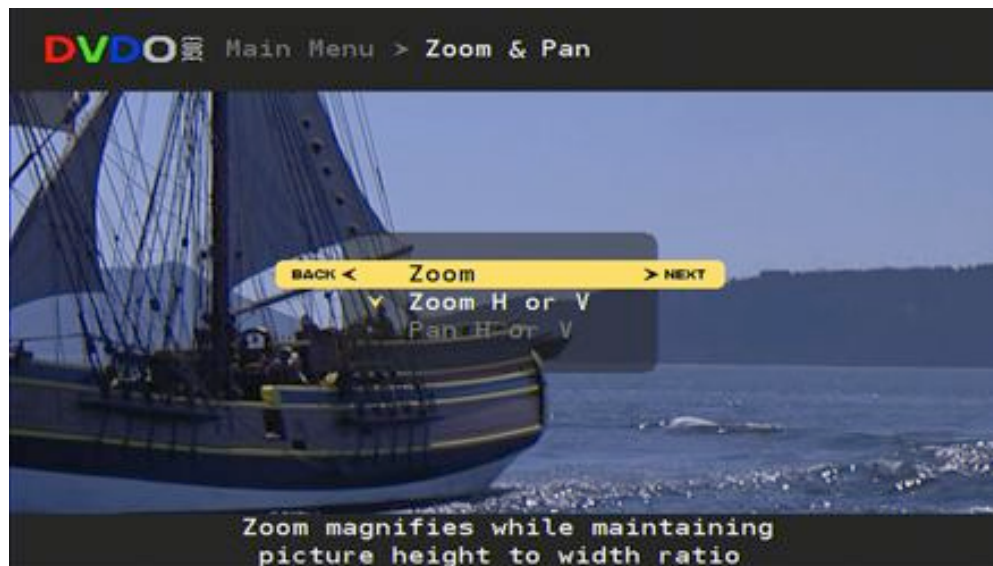 DVDO Main Menu > Zoom & Pan
BACK < Zoom > NEXT
Zoom H or V
Pan H or V
Zoom magnifies while maintaining
picture height to width ratio